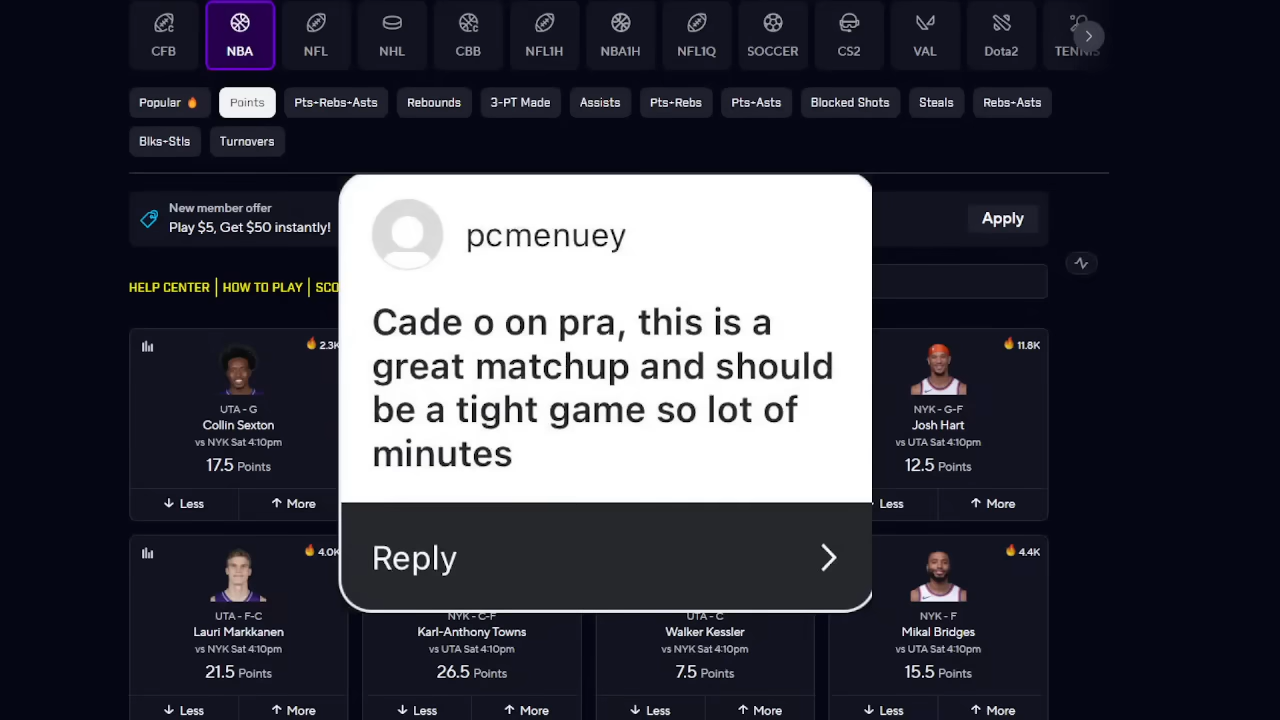 CFB NBA NFL NHL CBB NFL1H NBA1H NFL1Q SOCCER CS2 VAL Dota2 TENNIS
Popular Points Pts+Rebs+Asts Rebounds 3-PT Made Assists Pts+Rebs Pts+Asts Blocked Shots Steals Rebs+Asts
Blks+Stls Turnovers
New member offer
Play $5, Get $50 instantly!
Apply
HELP CENTER | HOW TO PLAY | SCO
pcmenuey
Cade o on pra, this is a
great matchup and should
be a tight game so lot of
minutes
Reply
2.3K
UTA - G
Collin Sexton
vs NYK Sat 4:10pm
17.5 Points
Less More
11.8K
NYK - G-F
Josh Hart
vs UTA Sat 4:10pm
12.5 Points
Less More
4.0K
UTA - F-C
Lauri Markkanen
vs NYK Sat 4:10pm
21.5 Points
Less More
NYK - C-F
Karl-Anthony Towns
vs UTA Sat 4:10pm
26.5 Points
Less More
UTA - C
Walker Kessler
vs NYK Sat 4:10pm
7.5 Points
Less More
4.4K
NYK - F
Mikal Bridges
vs UTA Sat 4:10pm
15.5 Points
Less More